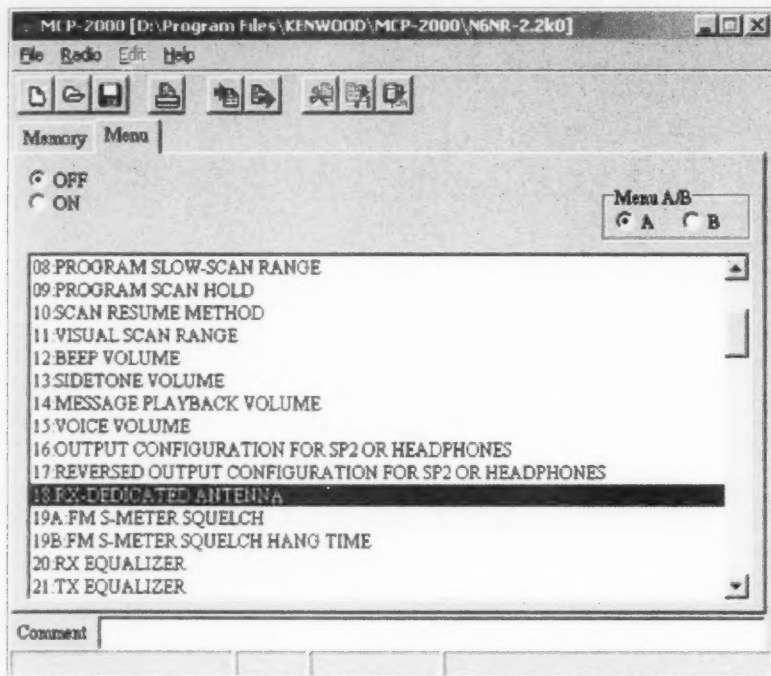 MCP-2000 [D:\Program Files\KENWOOD\MCP-2000\N6NR-2.2k0]
File Radio Edit Help
Memory Menu
OFF
ON
Menu A/B
A B
08:PROGRAM SLOW-SCAN RANGE
09:PROGRAM SCAN HOLD
10:SCAN RESUME METHOD
11:VISUAL SCAN RANGE
12:BEEP VOLUME
13:SIDETONE VOLUME
14:MESSAGE PLAYBACK VOLUME
15:VOICE VOLUME
16:OUTPUT CONFIGURATION FOR SP2 OR HEADPHONES
17:REVERSED OUTPUT CONFIGURATION FOR SP2 OR HEADPHONES
18:RX-DEDICATED ANTENNA
19A:FM S-METER SQUELCH
19B:FM S-METER SQUELCH HANG TIME
20:RX EQUALIZER
21:TX EQUALIZER
Comment